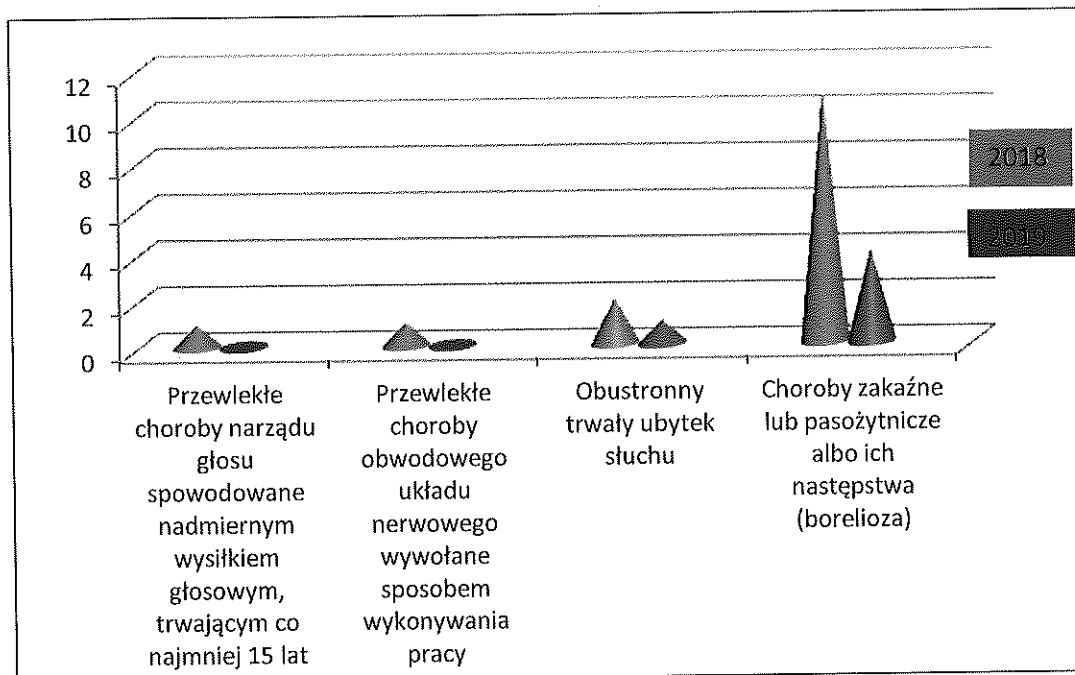 12
10
8
6
4
2
0
2018
2019
Przewlekłe
choroby narządu
głosu
spowodowane
nadmiernym
wysiłkiem
głosowym,
trwającym co
najmniej 15 lat
Przewlekłe
choroby
obwodowego
układu
nerwowego
wywołane
sposobem
wykonywania
pracy
Obustronny
trwały ubytek
słuchu
Choroby zakaźne
lub pasożytnicze
albo ich
następstwa
(borelioza)